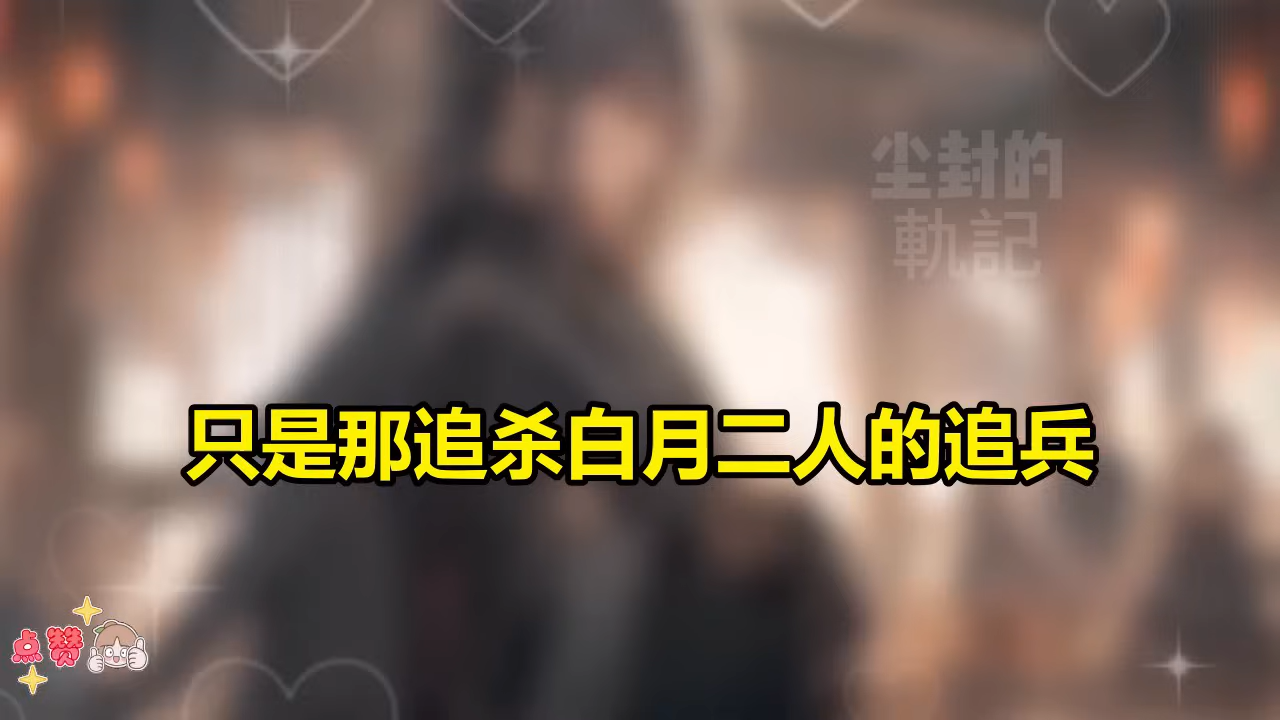 尘封的
軌記
只是那追杀白月二人的追兵
点赞